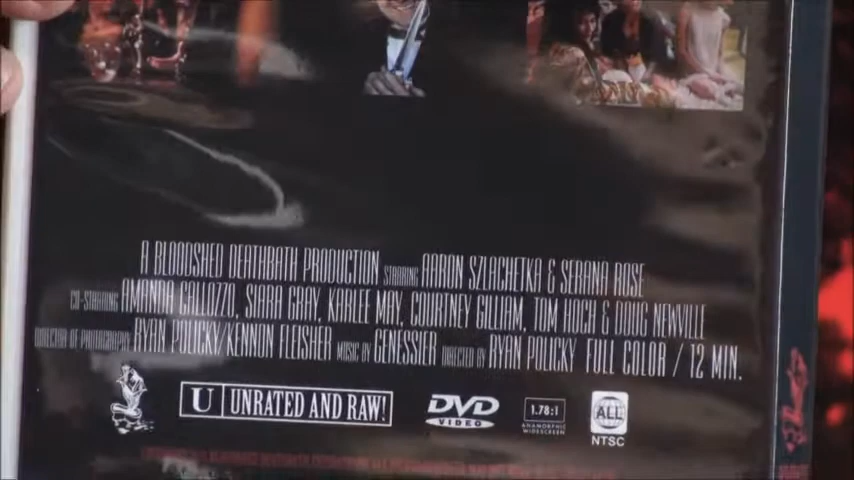 A BLOODSHED DEATHBATH PRODUCTION STARRING AARON SZLACHETKA & SERANA ROSE
CO-STARRING AMANDA GALLOZZO, SIARA GRAY, KARLEE MAY, COURTNEY GILLIAM, TOM HOCH & DOUG NEWVILLE
DIRECTOR OF PHOTOGRAPHY RYAN POLICKY/KENNON FLEISHER MUSIC BY GENESSIER DIRECTED BY RYAN POLICKY FULL COLOR / 12 MIN.
U UNRATED AND RAW!
DVD
VIDEO
1.78:1
ANAMORPHIC
WIDESCREEN
ALL
NTSC